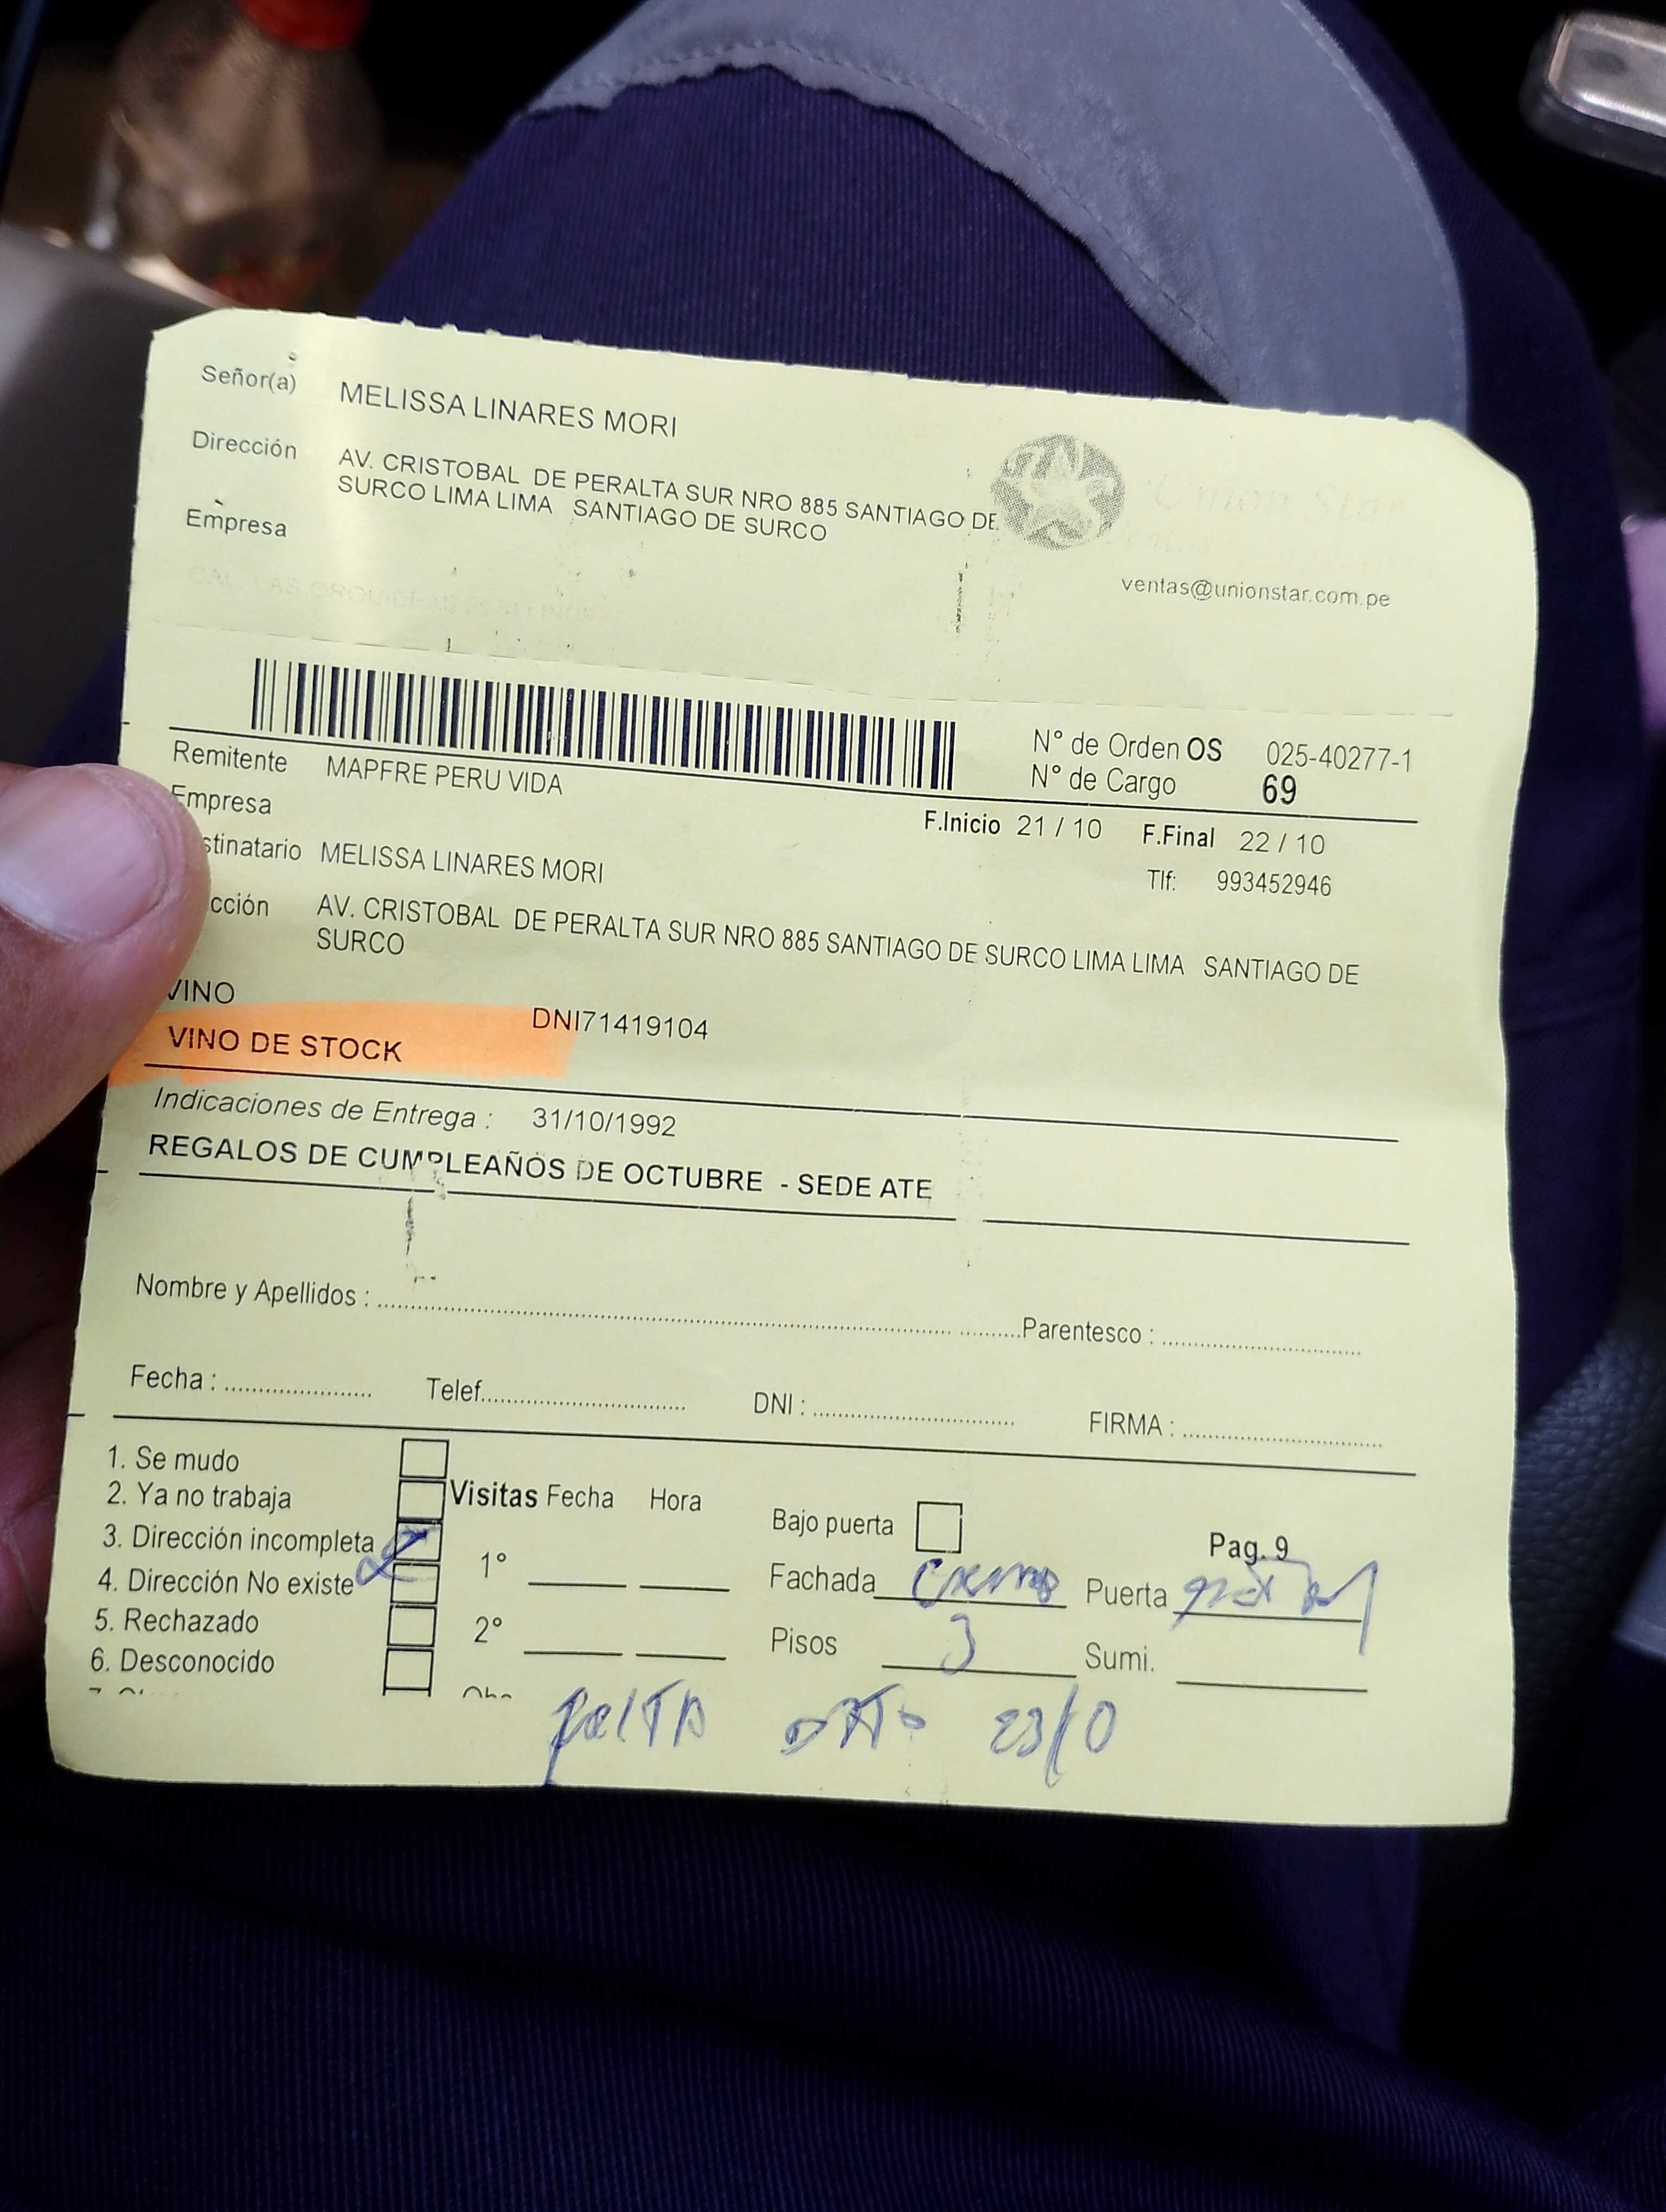 Señor(a) MELISSA LINARES MORI
Dirección AV. CRISTOBAL DE PERALTA SUR NRO 885 SANTIAGO DE
SURCO LIMA LIMA SANTIAGO DE SURCO
Empresa
ventas@unionstar.com.pe
Nº de Orden OS 025-40277-1
Nº de Cargo 69
Remitente MAPFRE PERU VIDA
Empresa
F.Inicio 21 / 10 F.Final 22 / 10
stinatario MELISSA LINARES MORI
Tlf: 993452946
cción AV. CRISTOBAL DE PERALTA SUR NRO 885 SANTIAGO DE SURCO LIMA LIMA SANTIAGO DE
SURCO
VINO
DNI71419104
VINO DE STOCK
Indicaciones de Entrega : 31/10/1992
REGALOS DE CUMPLEAÑOS DE OCTUBRE - SEDE ATE
Nombre y Apellidos : Parentesco :
Fecha : Telef. DNI : FIRMA :
1. Se mudo
2. Ya no trabaja
3. Dirección incompleta
4. Dirección No existe
5. Rechazado
6. Desconocido
Visitas Fecha Hora
1°
2°
Bajo puerta
Pag. 9
Fachada
Puerta
Pisos 3
Sumi.
falta